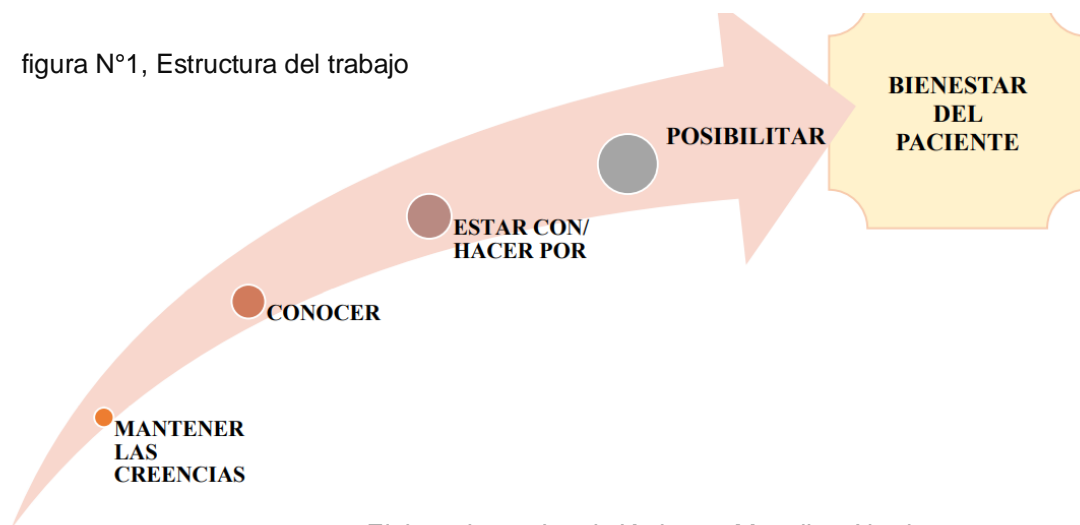 figura N°1, Estructura del trabajo
BIENESTAR
DEL
PACIENTE
POSIBILITAR
ESTAR CON/
HACER POR
CONOCER
MANTENER
LAS
CREENCIAS